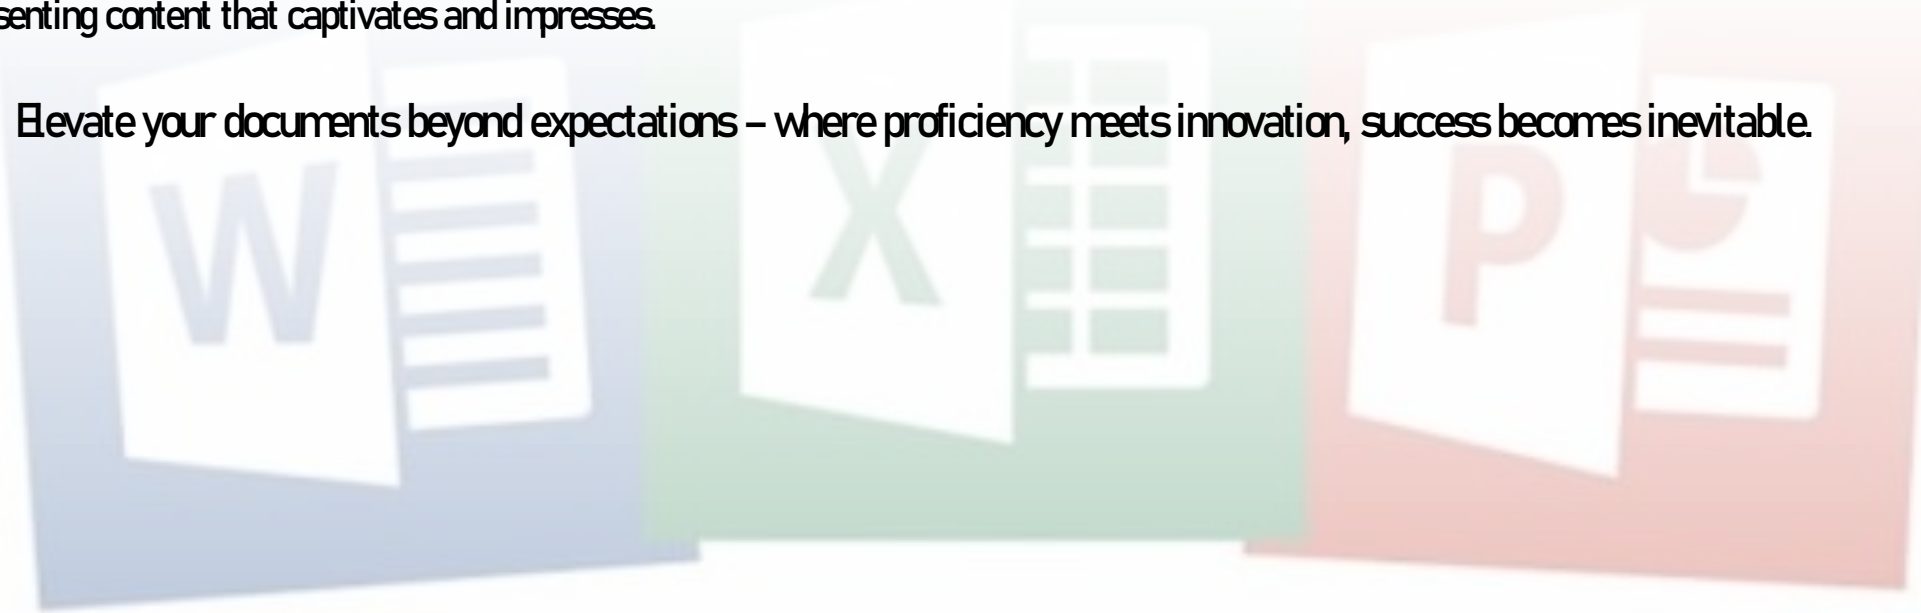 senting content that captivates and impresses.
Elevate your documents beyond expectations – where proficiency meets innovation, success becomes inevitable.
W
X
P